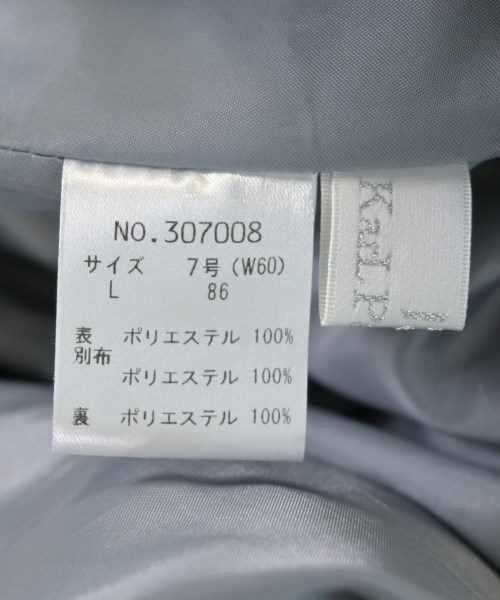 NO.307008
サイズ 7号(W60)
L 86
表 ポリエステル 100%
別布
ポリエステル 100%
裏 ポリエステル 100%
KarL